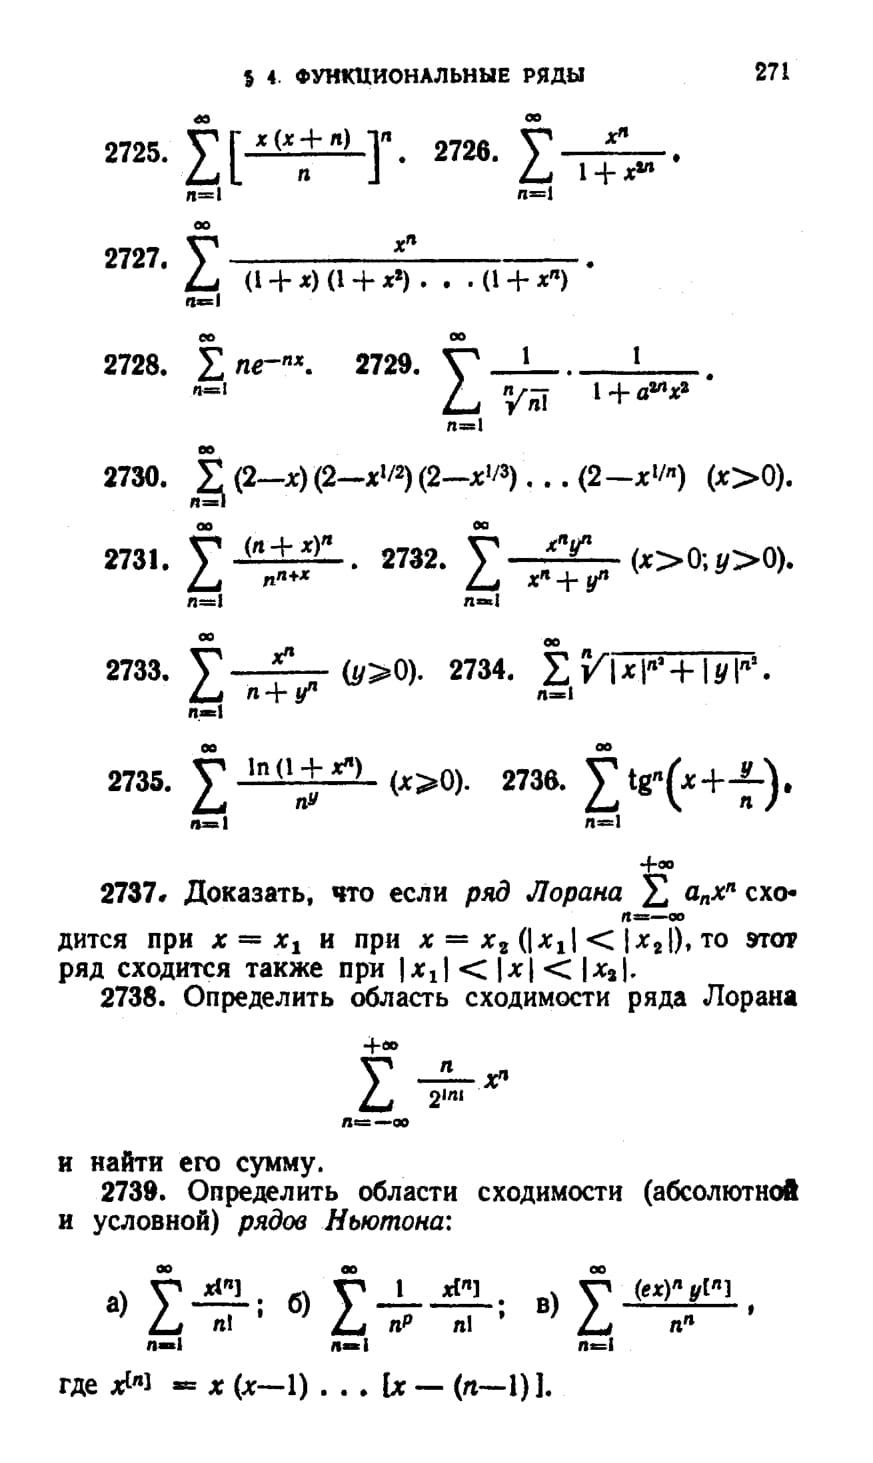 § 4. ФУНКЦИОНАЛЬНЫЕ РЯДЫ 271
2725. \sum_{n=1}^{\infty} \left[ \frac{x(x+n)}{n} \right]^n. 2726. \sum_{n=1}^{\infty} \frac{x^n}{1+x^{2n}}.
2727. \sum_{n=1}^{\infty} \frac{x^n}{(1+x)(1+x^2)...(1+x^n)}.
2728. \sum_{n=1}^{\infty} ne^{-nx}. 2729. \sum_{n=1}^{\infty} \frac{1}{\sqrt[n]{n!}} \cdot \frac{1}{1+a^{2n}x^2}.
2730. \sum_{n=1}^{\infty} (2—x)(2—x^{1/2})(2—x^{1/3})...(2—x^{1/n}) (x>0).
2731. \sum_{n=1}^{\infty} \frac{(n+x)^n}{n^{n+x}}. 2732. \sum_{n=1}^{\infty} \frac{x^n y^n}{x^n+y^n} (x>0; y>0).
2733. \sum_{n=1}^{\infty} \frac{x^n}{n+y^n} (y⩾0). 2734. \sum_{n=1}^{\infty} \sqrt[n]{|x|^{n^2}+|y|^{n^2}}.
2735. \sum_{n=1}^{\infty} \frac{\ln(1+x^n)}{n^y} (x⩾0). 2736. \sum_{n=1}^{\infty} tg^n \left( x+\frac{y}{n} \right).
2737. Доказать, что если ряд Лорана \sum_{n=-\infty}^{+\infty} a_n x^n схо-
дится при x = x_1 и при x = x_2 (|x_1| < |x_2|), то этот
ряд сходится также при |x_1| < |x| < |x_2|.
2738. Определить область сходимости ряда Лорана
\sum_{n=-\infty}^{+\infty} \frac{n}{2^{|n|}} x^n
и найти его сумму.
2739. Определить области сходимости (абсолютной
и условной) рядов Ньютона:
а) \sum_{n=1}^{\infty} \frac{x^{[n]}}{n!}; б) \sum_{n=1}^{\infty} \frac{1}{n^p} \frac{x^{[n]}}{n!}; в) \sum_{n=1}^{\infty} \frac{(ex)^n y^{[n]}}{n^n},
где x^{[n]} = x (x—1) ... [x — (n—1)].